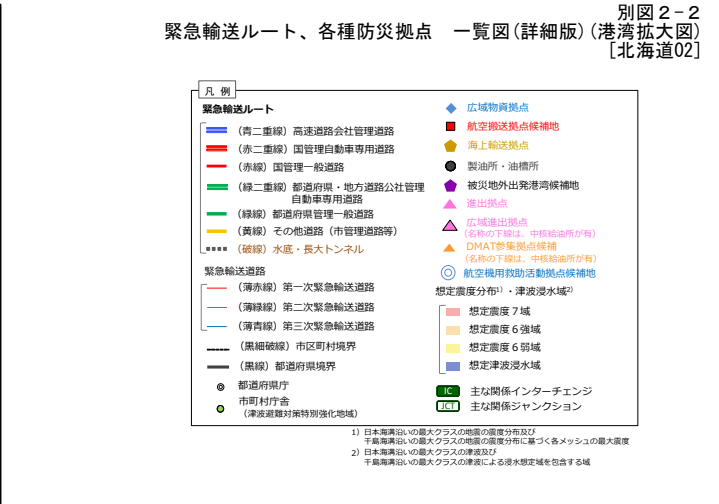 別図２−２
緊急輸送ルート、各種防災拠点　一覧図(詳細版)(港湾拡大図)
[北海道02]
凡 例
緊急輸送ルート
（青二重線）高速道路会社管理道路
（赤二重線）国管理自動車専用道路
（赤線）国管理一般道路
（緑二重線）都道府県・地方道路公社管理
自動車専用道路
（緑線）都道府県管理一般道路
（黄線）その他道路（市管理道路等）
（破線）水底・長大トンネル
緊急輸送道路
（薄赤線）第一次緊急輸送道路
（薄緑線）第二次緊急輸送道路
（薄青線）第三次緊急輸送道路
（黒細破線）市区町村境界
（黒線）都道府県境界
都道府県庁
市町村庁舎
（津波避難対策特別強化地域）
広域物資拠点
航空搬送拠点候補地
海上輸送拠点
製油所・油槽所
被災地外出発港湾候補地
進出拠点
広域進出拠点
（名称の下線は、中核給油所が有）
DMAT参集拠点候補
（名称の下線は、中核給油所が有）
航空機用救助活動拠点候補地
想定震度分布1）・津波浸水域2）
想定震度７域
想定震度６強域
想定震度６弱域
想定津波浸水域
IC 主な関係インターチェンジ
JCT 主な関係ジャンクション
1）日本海溝沿いの最大クラスの地震の震度分布及び
千島海溝沿いの最大クラスの地震の震度分布に基づく各メッシュの最大震度
2）日本海溝沿いの最大クラスの津波及び
千島海溝沿いの最大クラスの津波による浸水想定域を包含する域